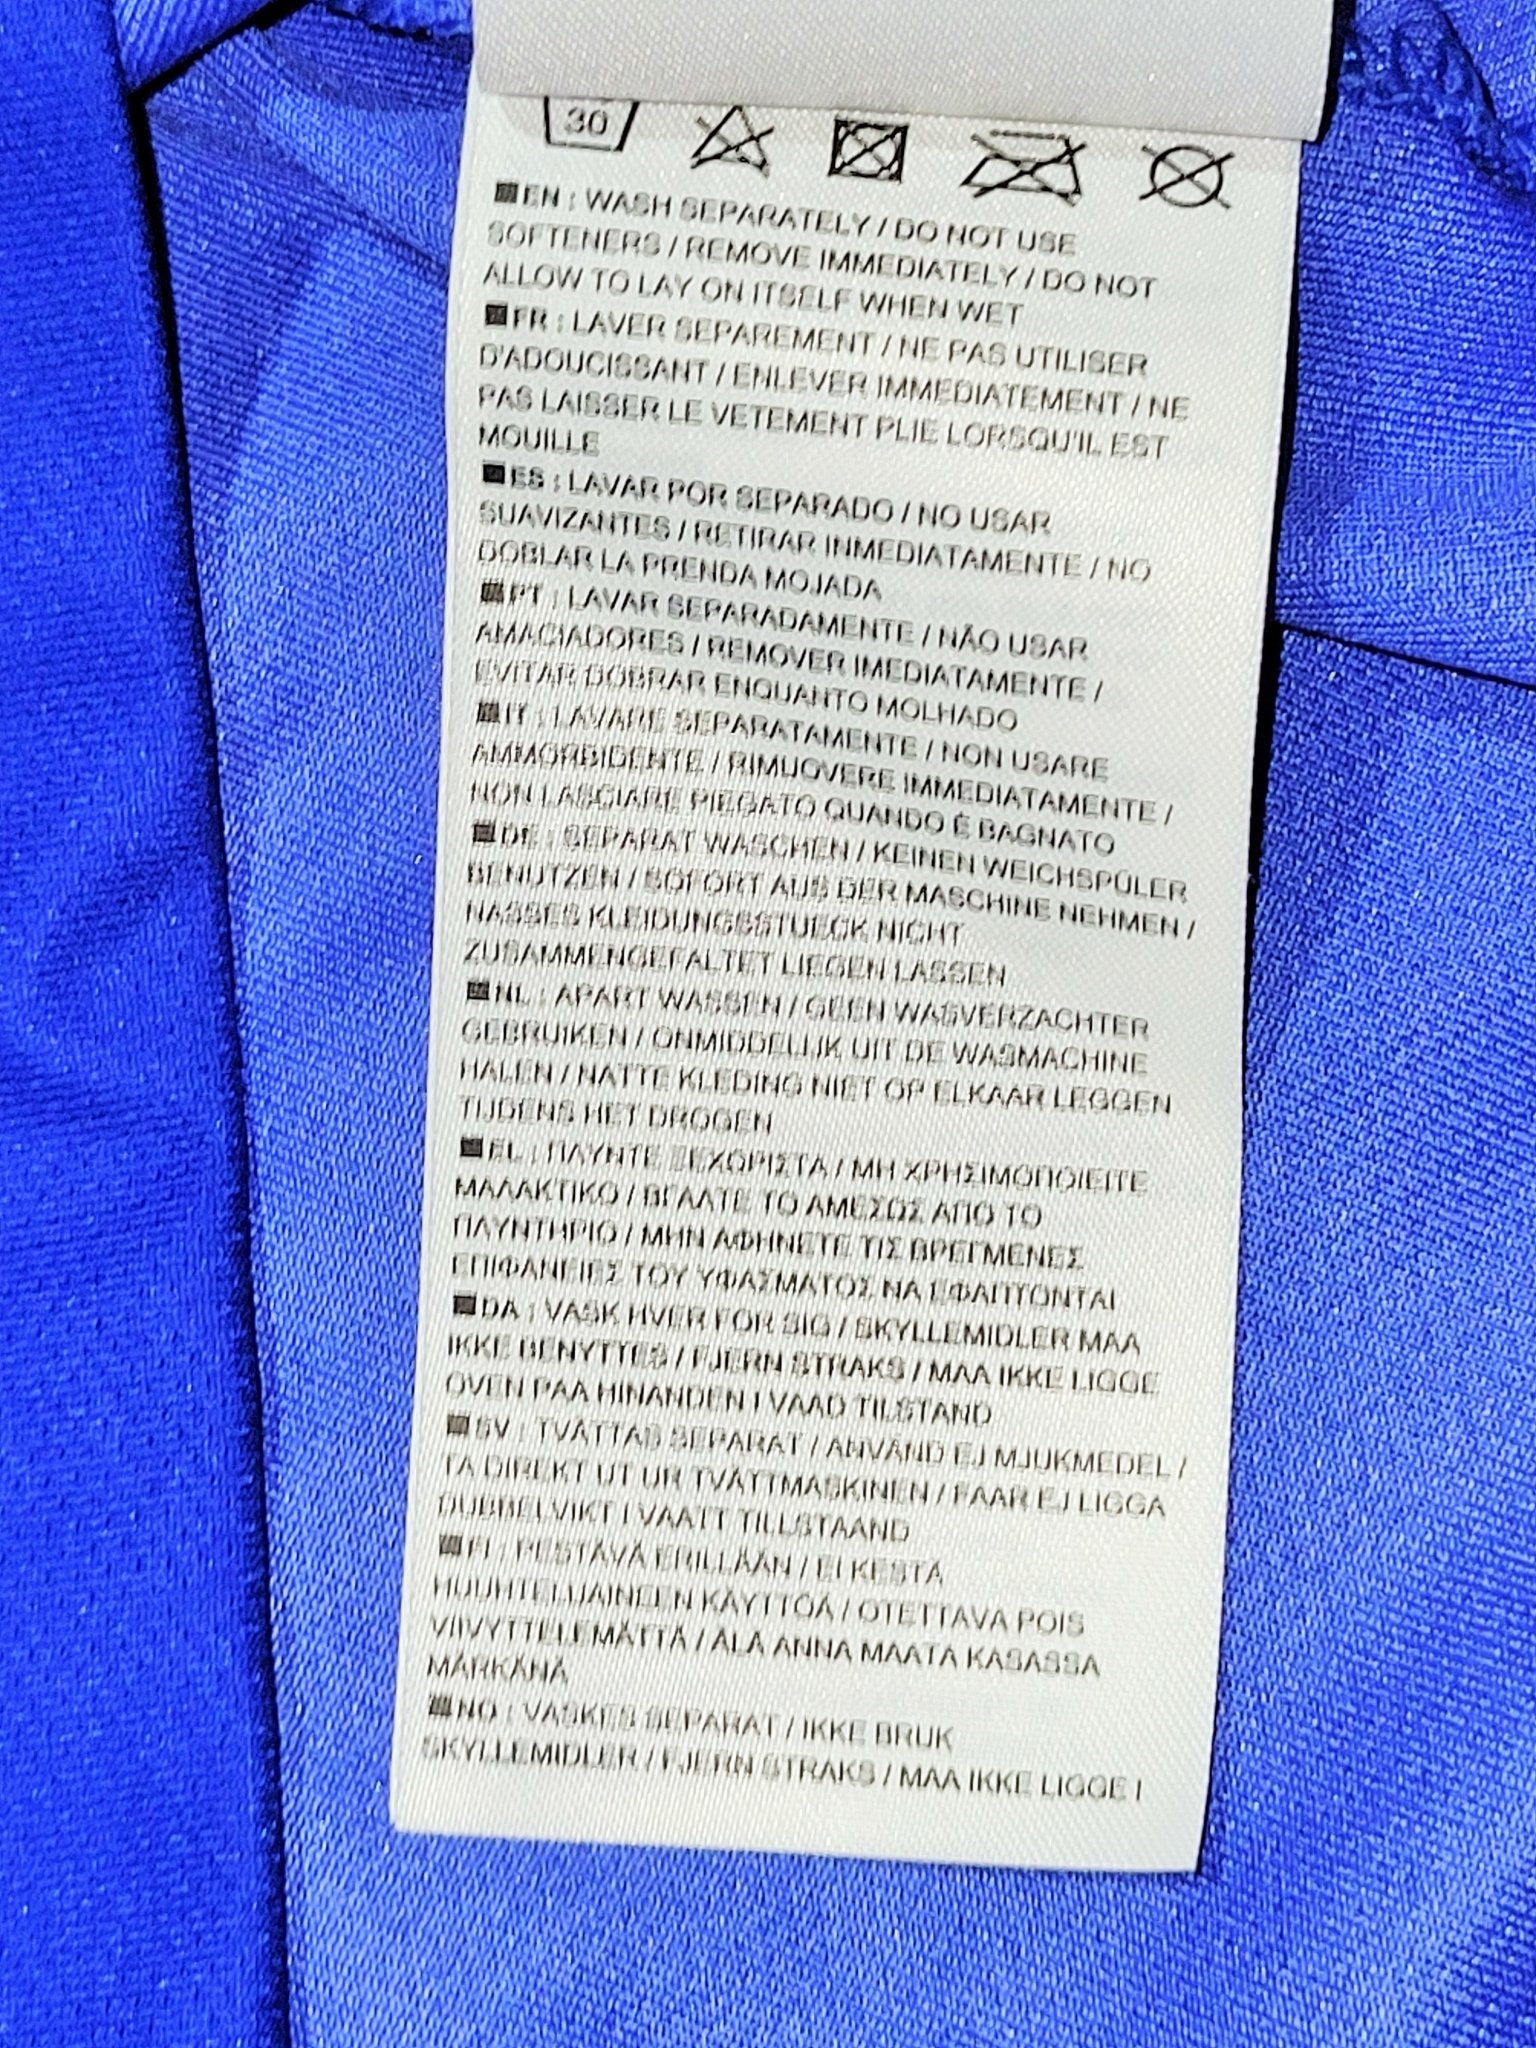 30
EN : WASH SEPARATELY / DO NOT USE
SOFTENERS / REMOVE IMMEDIATELY / DO NOT
ALLOW TO LAY ON ITSELF WHEN WET
FR : LAVER SEPAREMENT / NE PAS UTILISER
D'ADOUCISSANT / ENLEVER IMMEDIATEMENT / NE
PAS LAISSER LE VETEMENT PLIE LORSQU'IL EST
MOUILLE
ES : LAVAR POR SEPARADO / NO USAR
SUAVIZANTES / RETIRAR INMEDIATAMENTE / NO
DOBLAR LA PRENDA MOJADA
PT : LAVAR SEPARADAMENTE / NÃO USAR
AMACIADORES / REMOVER IMEDIATAMENTE /
EVITAR DOBRAR ENQUANTO MOLHADO
IT : LAVARE SEPARATAMENTE / NON USARE
AMMORBIDENTE / RIMUOVERE IMMEDIATAMENTE /
NON LASCIARE PIEGATO QUANDO È BAGNATO
DE : SEPARAT WASCHEN / KEINEN WEICHSPÜLER
BENUTZEN / SOFORT AUS DER MASCHINE NEHMEN /
NASSES KLEIDUNGSSTUECK NICHT
ZUSAMMENGEFALTET LIEGEN LASSEN
NL : APART WASSEN / GEEN WASVERZACHTER
GEBRUIKEN / ONMIDDELLIJK UIT DE WASMACHINE
HALEN / NATTE KLEDING NIET OP ELKAAR LEGGEN
TIJDENS HET DROGEN
EL : ΠΛΥΝΤΕ ΞΕΧΩΡΙΣΤΑ / ΜΗ ΧΡΗΣΙΜΟΠΟΙΕΙΤΕ
ΜΑΛΑΚΤΙΚΟ / ΒΓΑΛΤΕ ΤΟ ΑΜΕΣΩΣ ΑΠΟ ΤΟ
ΠΛΥΝΤΗΡΙΟ / ΜΗΝ ΑΦΗΝΕΤΕ ΤΙΣ ΒΡΕΓΜΕΝΕΣ
ΕΠΙΦΑΝΕΙΕΣ ΤΟΥ ΥΦΑΣΜΑΤΟΣ ΝΑ ΕΦΑΠΤΟΝΤΑΙ
DA : VASK HVER FOR SIG / SKYLLEMIDLER MAA
IKKE BENYTTES / FJERN STRAKS / MAA IKKE LIGGE
OVEN PAA HINANDEN I VAAD TILSTAND
SV : TVÄTTAS SEPARAT / ANVÄND EJ MJUKMEDEL /
TA DIREKT UT UR TVÄTTMASKINEN / FAAR EJ LIGGA
DUBBELVIKT I VAATT TILLSTAAND
FI : PESTÄVÄ ERILLÄÄN / EI KESTÄ
HUUHTELUAINEEN KÄYTTÖÄ / OTETTAVA POIS
VIIVYTTELEMÄTTÄ / ÄLÄ ANNA MAATA KASASSA
MÄRKÄNÄ
NO : VASKES SEPARAT / IKKE BRUK
SKYLLEMIDLER / FJERN STRAKS / MAA IKKE LIGGE I